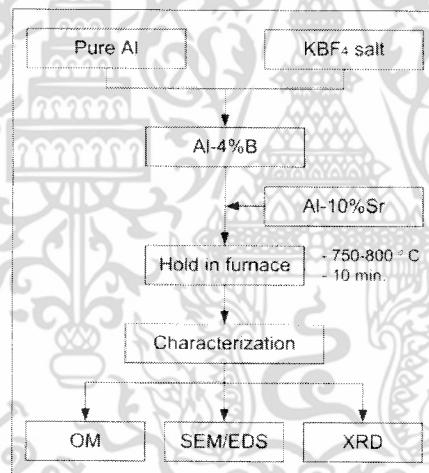 Pure Al
KBF₄ salt
Al-4%B
Al-10%Sr
Hold in furnace
- 750-800 °C
- 10 min.
Characterization
OM
SEM/EDS
XRD